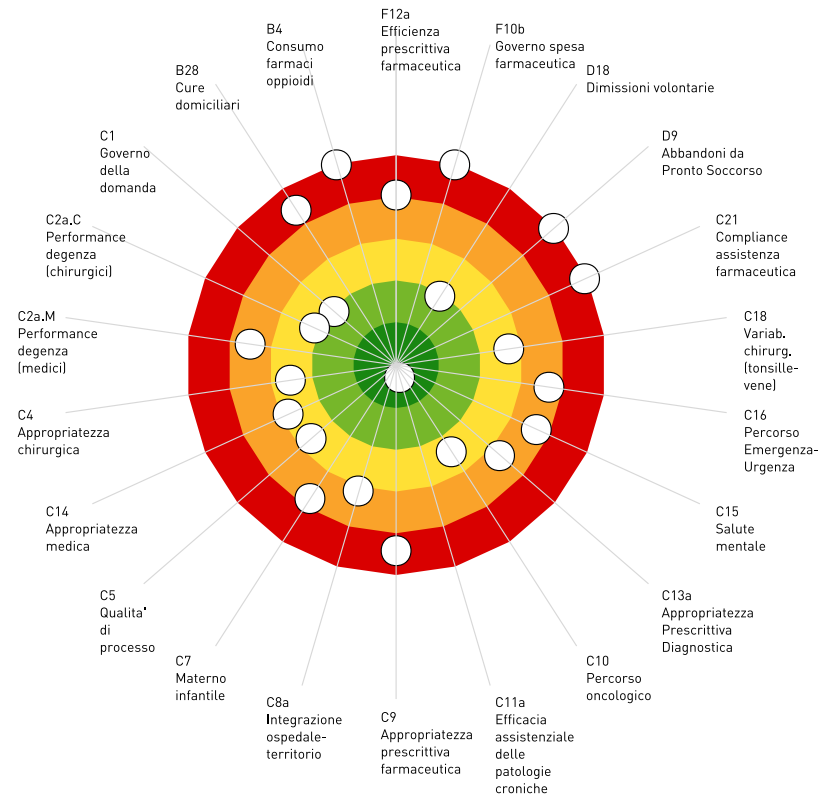 F12a
Efficienza
prescrittiva
farmaceutica
F10b
Governo spesa
farmaceutica
D18
Dimissioni volontarie
D9
Abbandoni da
Pronto Soccorso
C21
Compliance
assistenza
farmaceutica
C18
Variab.
chirurg.
(tonsille-
vene)
C16
Percorso
Emergenza-
Urgenza
C15
Salute
mentale
C13a
Appropriatezza
Prescrittiva
Diagnostica
C10
Percorso
oncologico
C11a
Efficacia
assistenziale
delle
patologie
croniche
C9
Appropriatezza
prescrittiva
farmaceutica
C8a
Integrazione
ospedale-
territorio
C7
Materno
infantile
C5
Qualita'
di
processo
C14
Appropriatezza
medica
C4
Appropriatezza
chirurgica
C2a.M
Performance
degenza
(medici)
C2a.C
Performance
degenza
(chirurgici)
C1
Governo
della
domanda
B28
Cure
domiciliari
B4
Consumo
farmaci
oppioidi